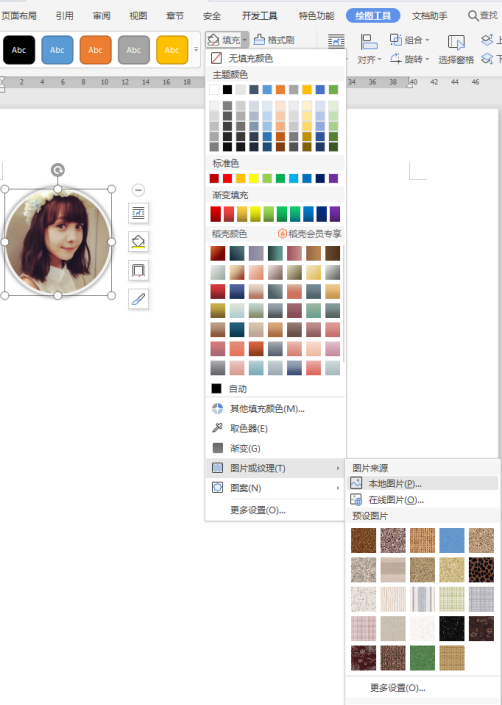 页面布局 引用 审阅 视图 章节 安全 开发工具 特色功能 绘图工具 文档助手 查找
Abc Abc Abc Abc Abc 填充 格式刷 对齐 组合 旋转 选择窗格
2 4 6 8 10 12 14 16 18 34 36 38 40 42 44 46
无填充颜色
主题颜色
标准色
渐变填充
稻壳颜色 稻壳会员专享
自动
其他填充颜色(M)...
取色器(E)
渐变(G)
图片或纹理(T)
图案(N)
更多设置(O)...
图片来源
本地图片(P)...
在线图片(O)...
预设图片
更多设置(O)...